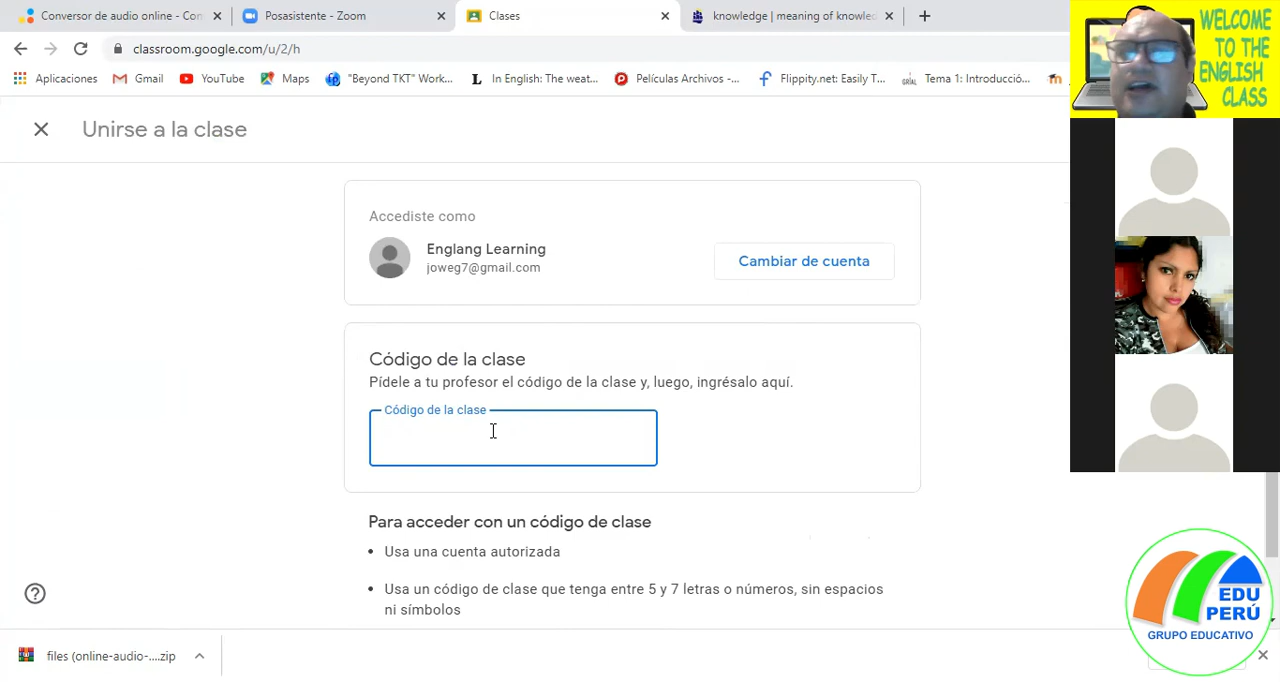 Conversor de audio online - Con
Posasistente - Zoom
Clases
knowledge | meaning of knowled
classroom.google.com/u/2/h
Aplicaciones
Gmail
YouTube
Maps
"Beyond TKT" Work...
In English: The weat...
Películas Archivos -...
Flippity.net: Easily T...
Tema 1: Introducció...
WELCOME
TO THE
ENGLISH
CLASS
Unirse a la clase
Accediste como
Englang Learning
joweg7@gmail.com
Cambiar de cuenta
Código de la clase
Pídele a tu profesor el código de la clase y, luego, ingrésalo aquí.
Código de la clase
Para acceder con un código de clase
• Usa una cuenta autorizada
• Usa un código de clase que tenga entre 5 y 7 letras o números, sin espacios
ni símbolos
EDU
PERÚ
GRUPO EDUCATIVO
files (online-audio-....zip